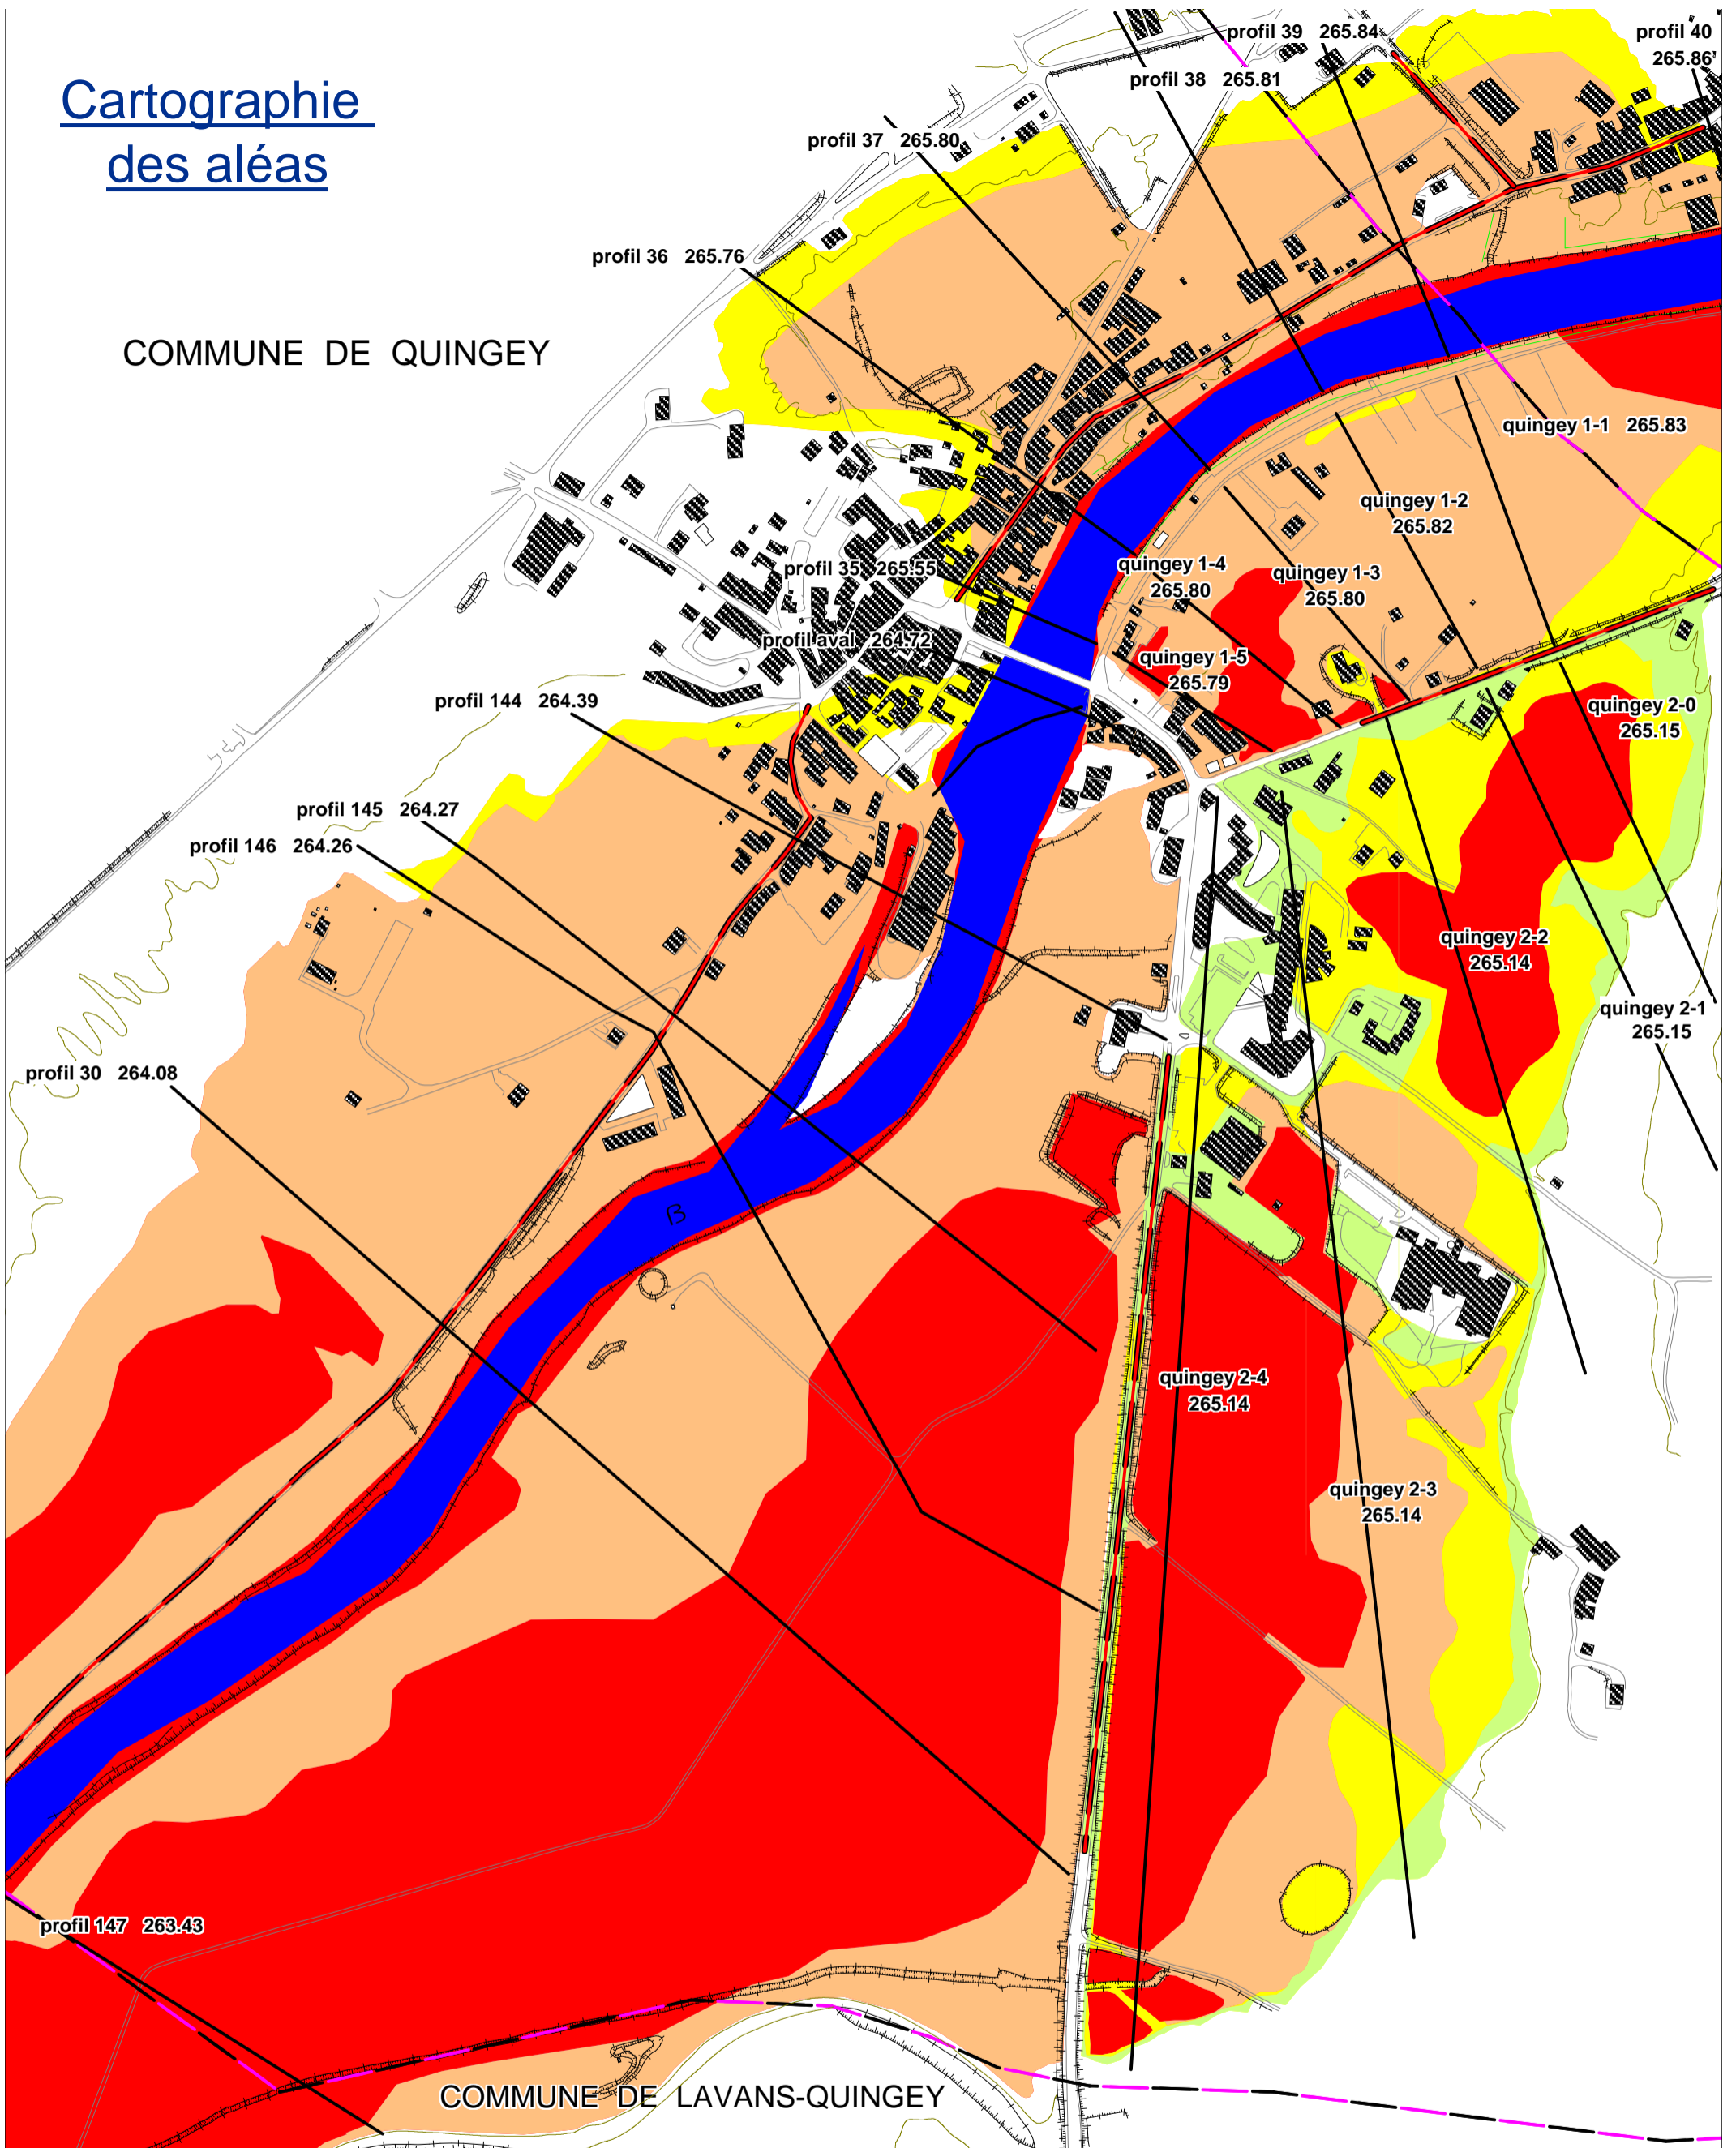 Cartographie
des aléas
profil 39 265.84
profil 40
265.86
profil 38 265.81
profil 37 265.80
profil 36 265.76
COMMUNE DE QUINGEY
quingey 1-1 265.83
quingey 1-2
265.82
profil 35 265.55
quingey 1-4
265.80
quingey 1-3
265.80
profil aval 264.72
quingey 1-5
265.79
profil 144 264.39
quingey 2-0
265.15
profil 145 264.27
profil 146 264.26
quingey 2-2
265.14
quingey 2-1
265.15
profil 30 264.08
quingey 2-4
265.14
quingey 2-3
265.14
profil 147 263.43
COMMUNE DE LAVANS-QUINGEY